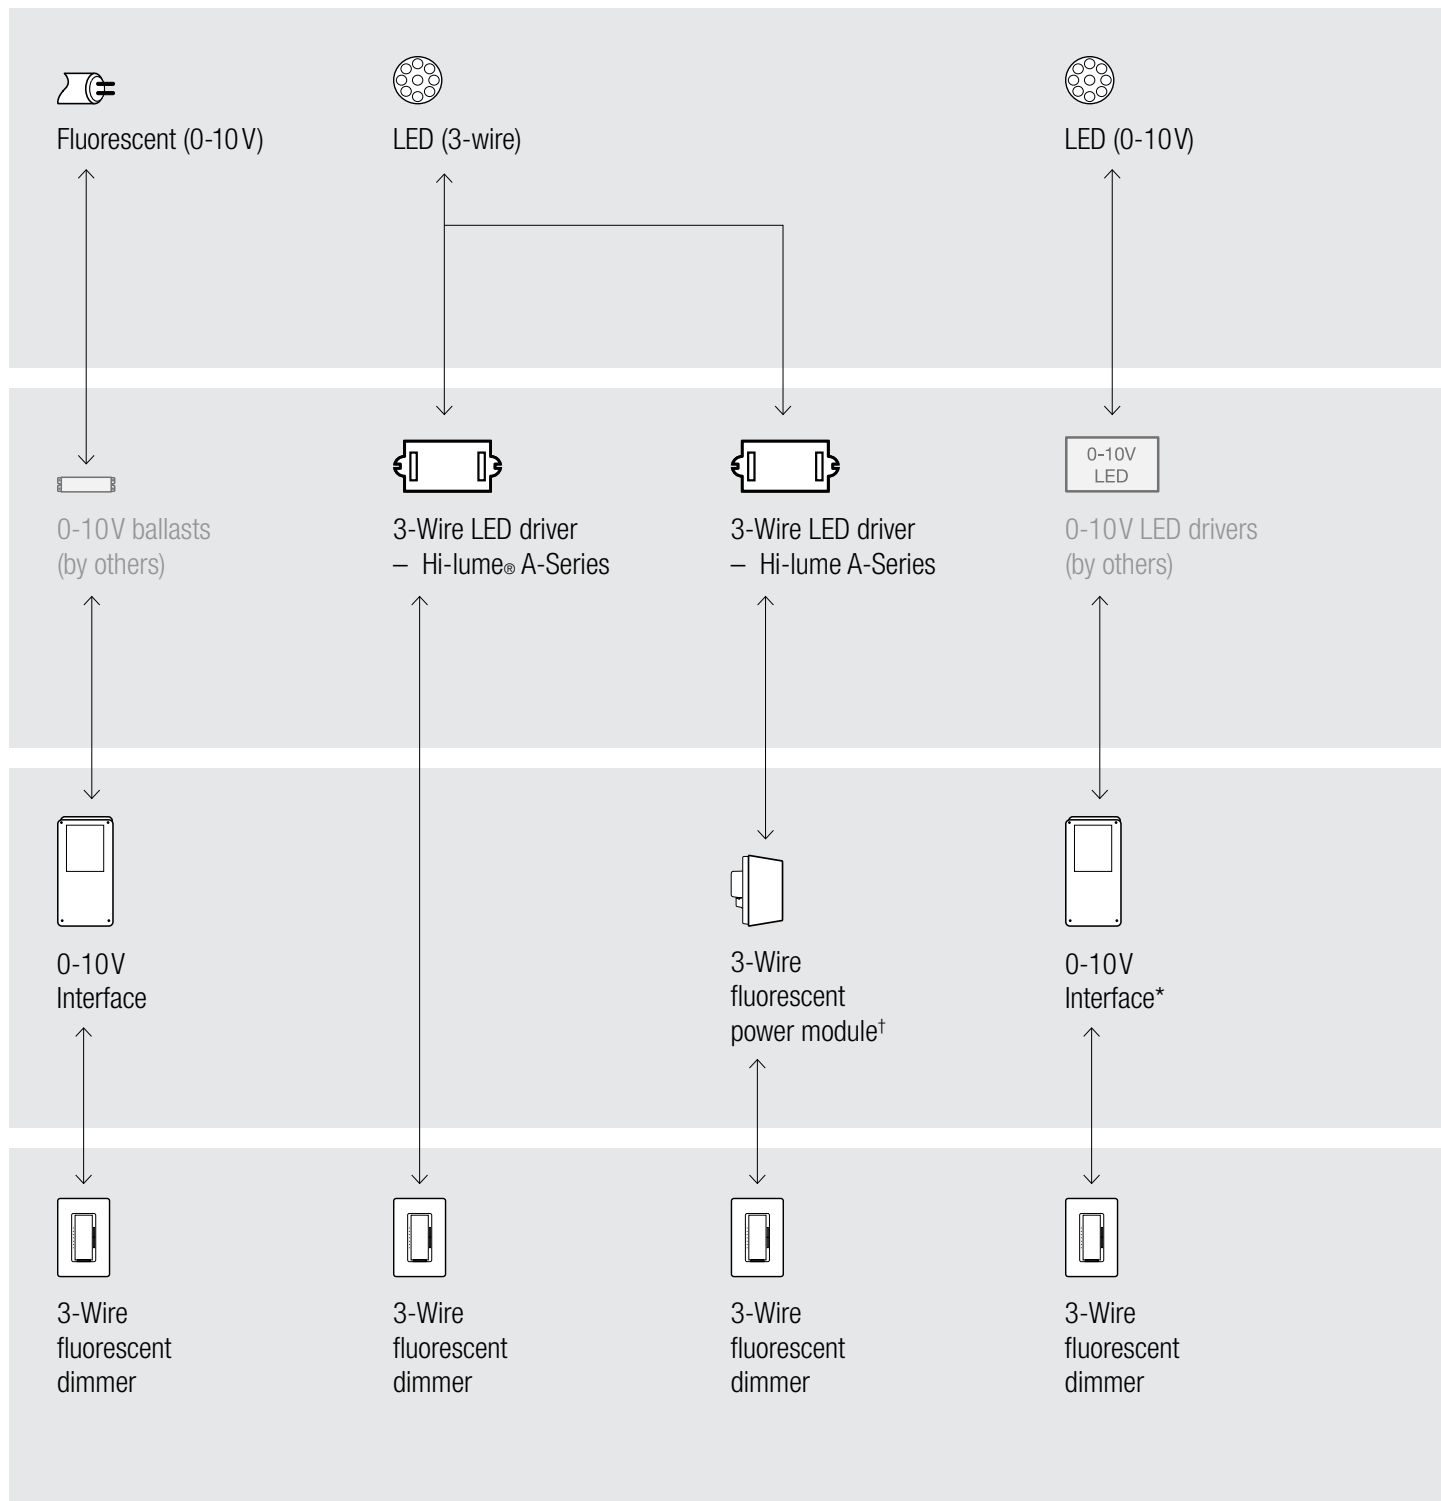 Fluorescent (0-10V)
LED (3-wire)
LED (0-10V)
0-10V ballasts
(by others)
3-Wire LED driver
– Hi-lume® A-Series
3-Wire LED driver
– Hi-lume A-Series
0-10V
LED
0-10V LED drivers
(by others)
0-10V
Interface
3-Wire
fluorescent
power module†
0-10V
Interface*
3-Wire
fluorescent
dimmer
3-Wire
fluorescent
dimmer
3-Wire
fluorescent
dimmer
3-Wire
fluorescent
dimmer